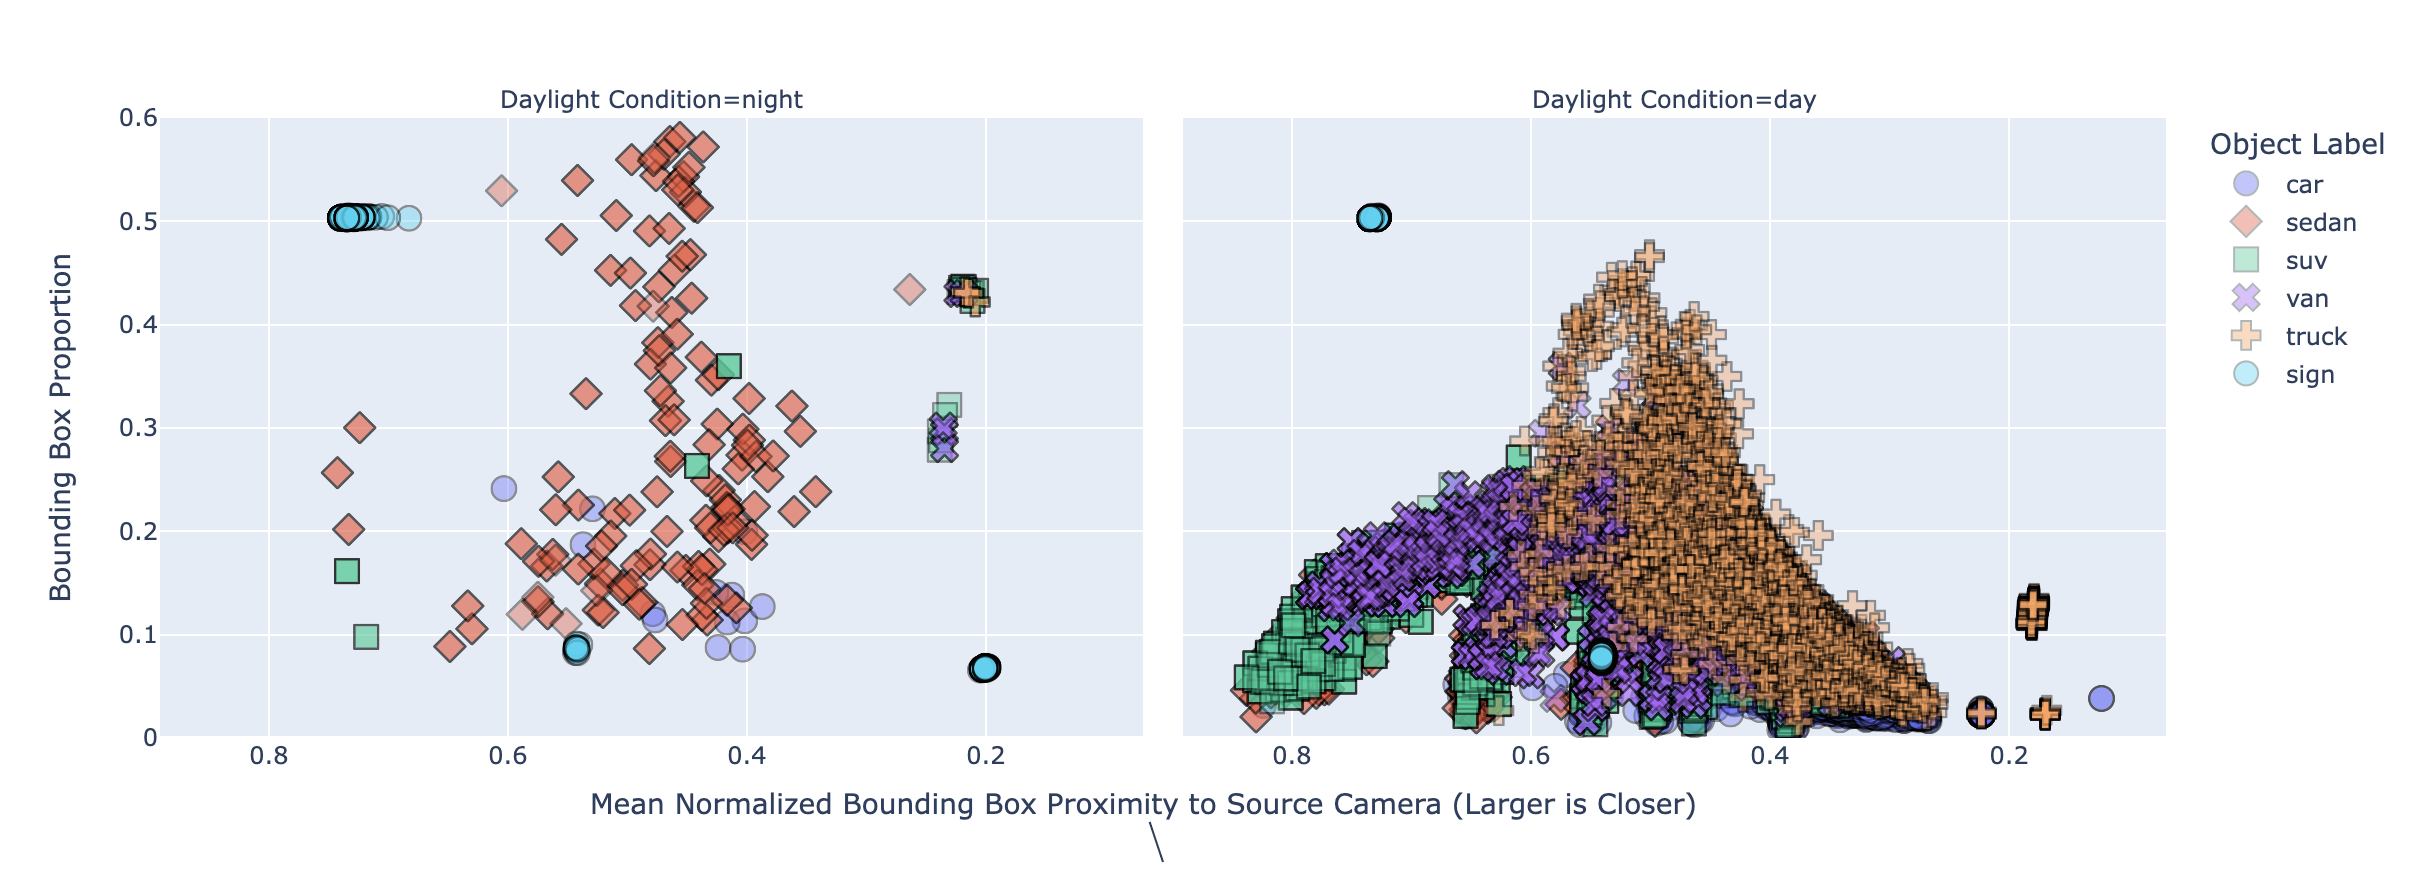 Daylight Condition=night
Daylight Condition=day
Object Label
car
sedan
suv
van
truck
sign
Bounding Box Proportion
0.6
0.5
0.4
0.3
0.2
0.1
0
0.8 0.6 0.4 0.2
0.8 0.6 0.4 0.2
Mean Normalized Bounding Box Proximity to Source Camera (Larger is Closer)